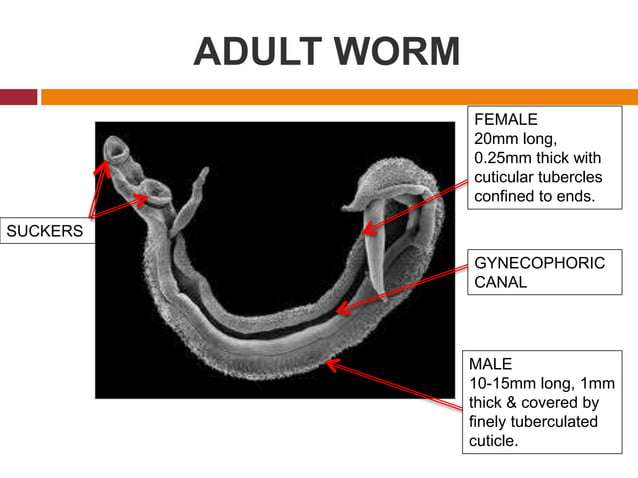 ADULT WORM
FEMALE
20mm long,
0.25mm thick with
cuticular tubercles
confined to ends.
SUCKERS
GYNECOPHORIC
CANAL
MALE
10-15mm long, 1mm
thick & covered by
finely tuberculated
cuticle.